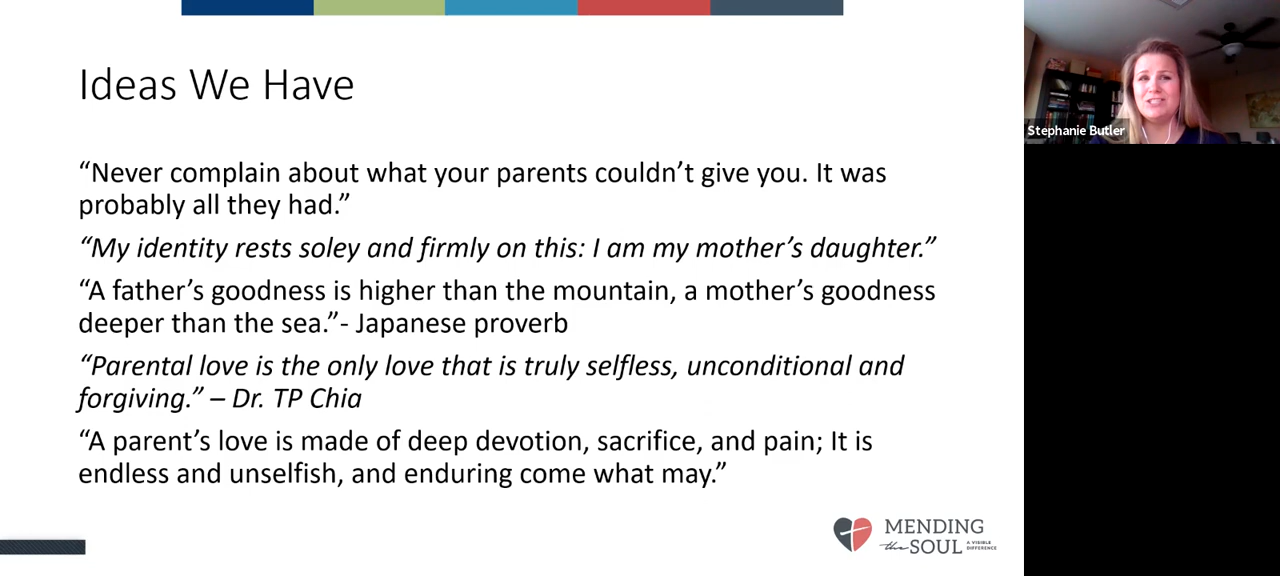 Ideas We Have
“Never complain about what your parents couldn’t give you. It was
probably all they had.”
“My identity rests soley and firmly on this: I am my mother’s daughter.”
“A father’s goodness is higher than the mountain, a mother’s goodness
deeper than the sea.”- Japanese proverb
“Parental love is the only love that is truly selfless, unconditional and
forgiving.” – Dr. TP Chia
“A parent’s love is made of deep devotion, sacrifice, and pain; It is
endless and unselfish, and enduring come what may.”
MENDING
the SOUL
A VISIBLE
DIFFERENCE
Stephanie Butler